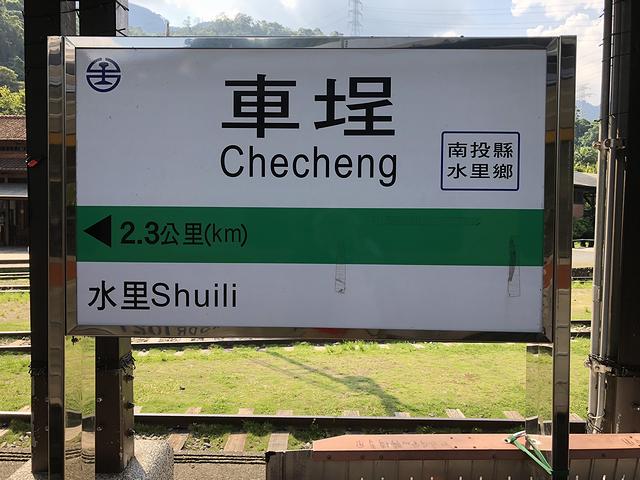 車埕
Checheng
南投縣
水里鄉
2.3公里(km)
水里Shuili